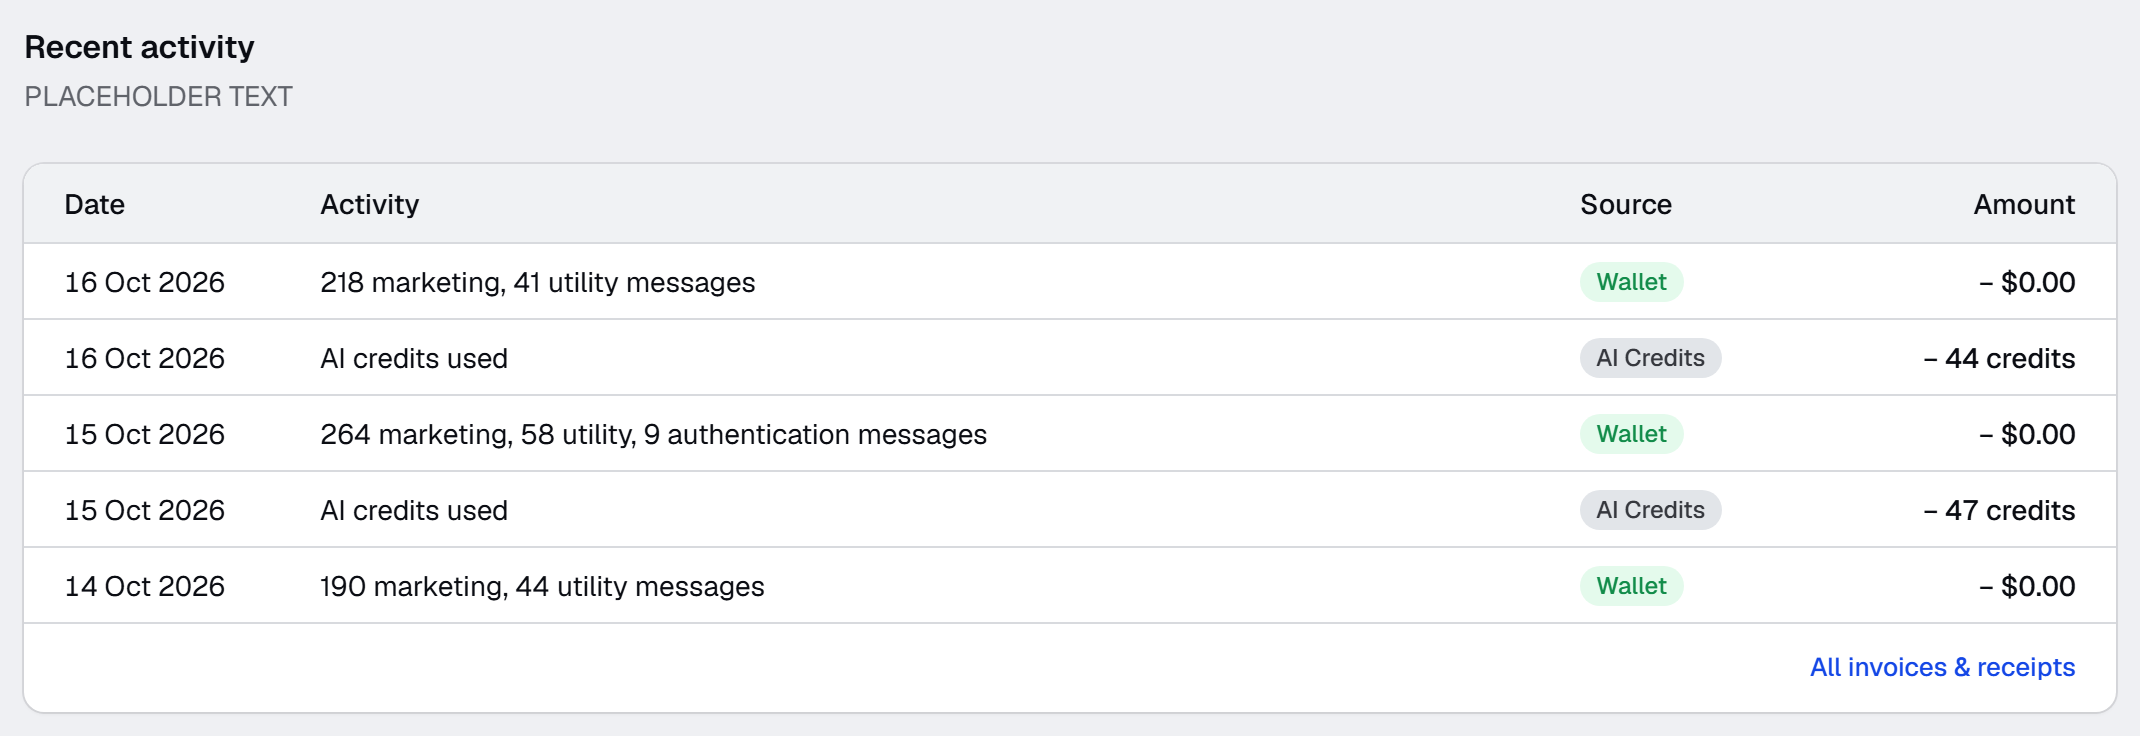 Recent activity
PLACEHOLDER TEXT
Date Activity Source Amount
16 Oct 2026 218 marketing, 41 utility messages Wallet – $0.00
16 Oct 2026 AI credits used AI Credits – 44 credits
15 Oct 2026 264 marketing, 58 utility, 9 authentication messages Wallet – $0.00
15 Oct 2026 AI credits used AI Credits – 47 credits
14 Oct 2026 190 marketing, 44 utility messages Wallet – $0.00
All invoices & receipts